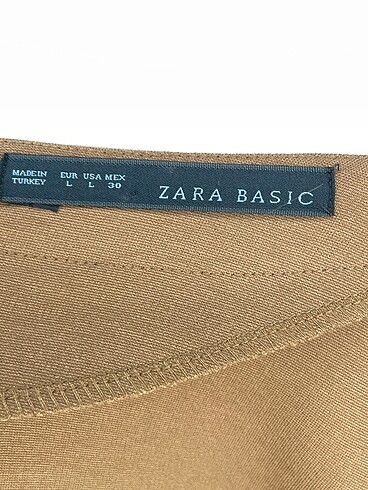 MADE IN EUR USA MEX
TURKEY L L 30
ZARA BASIC